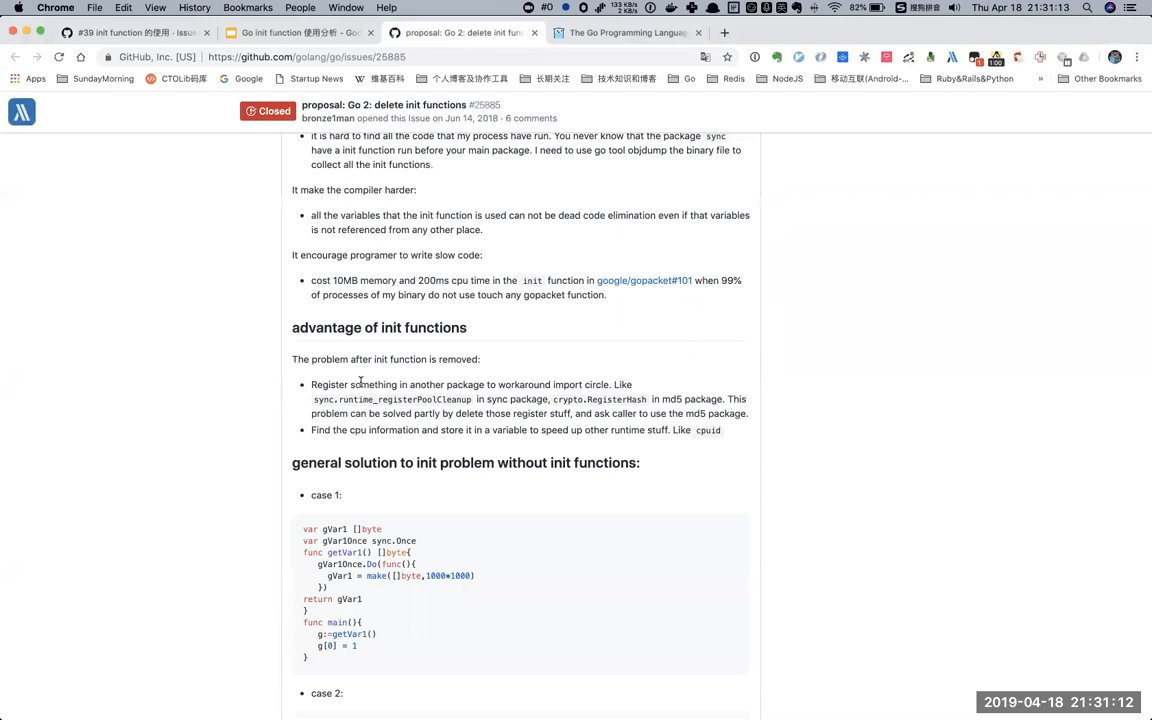 Chrome File Edit View History Bookmarks People Window Help #0 133 KB/s 2 KB/s 82% 搜狗拼音 Thu Apr 18 21:31:13
#39 init function 的使用 - Issue
Go init function 使用分析 - Goo
proposal: Go 2: delete init func
The Go Programming Langua
GitHub, Inc. [US] https://github.com/golang/go/issues/25885
1:00
Apps SundayMorning CTOLib码库 Google Startup News 维基百科 个人博客及协作工具 长期关注 技术知识和博客 Go Redis NodeJS 移动互联(Android-... Ruby&Rails&Python » Other Bookmarks
Closed
proposal: Go 2: delete init functions #25885
bronze1man opened this Issue on Jun 14, 2018 · 6 comments
• it is hard to find all the code that my process have run. You never know that the package sync
have a init function run before your main package. I need to use go tool objdump the binary file to
collect all the init functions.
It make the compiler harder:
• all the variables that the init function is used can not be dead code elimination even if that variables
is not referenced from any other place.
It encourage programer to write slow code:
• cost 10MB memory and 200ms cpu time in the init function in google/gopacket#101 when 99%
of processes of my binary do not use touch any gopacket function.
advantage of init functions
The problem after init function is removed:
• Register something in another package to workaround import circle. Like
sync.runtime_registerPoolCleanup in sync package, crypto.RegisterHash in md5 package. This
problem can be solved partly by delete those register stuff, and ask caller to use the md5 package.
• Find the cpu information and store it in a variable to speed up other runtime stuff. Like cpuid
general solution to init problem without init functions:
• case 1:
var gVar1 []byte
var gVar1Once sync.Once
func getVar1() []byte{
gVar1Once.Do(func(){
gVar1 = make([]byte,1000*1000)
})
return gVar1
}
func main(){
g:=getVar1()
g[0] = 1
}
• case 2:
2019-04-18 21:31:12